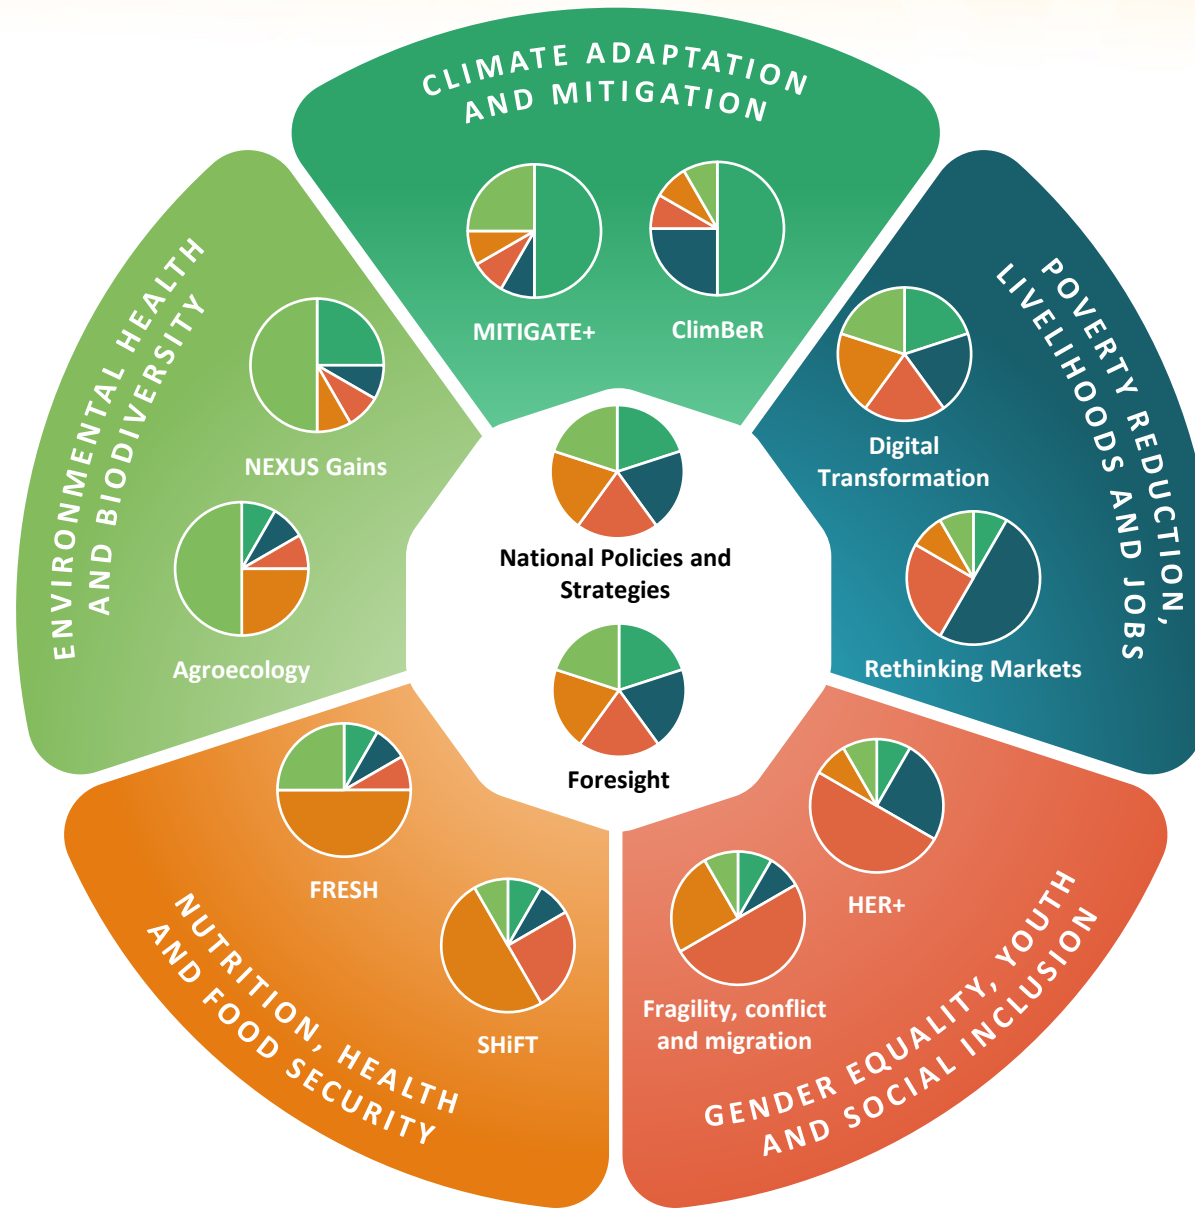 CLIMATE ADAPTATION
AND MITIGATION
MITIGATE+
ClimBeR
POVERTY REDUCTION,
LIVELIHOODS AND JOBS
Digital
Transformation
Rethinking Markets
GENDER EQUALITY, YOUTH
AND SOCIAL INCLUSION
HER+
Fragility, conflict
and migration
NUTRITION, HEALTH
AND FOOD SECURITY
FRESH
SHiFT
ENVIRONMENTAL HEALTH
AND BIODIVERSITY
NEXUS Gains
Agroecology
National Policies and
Strategies
Foresight